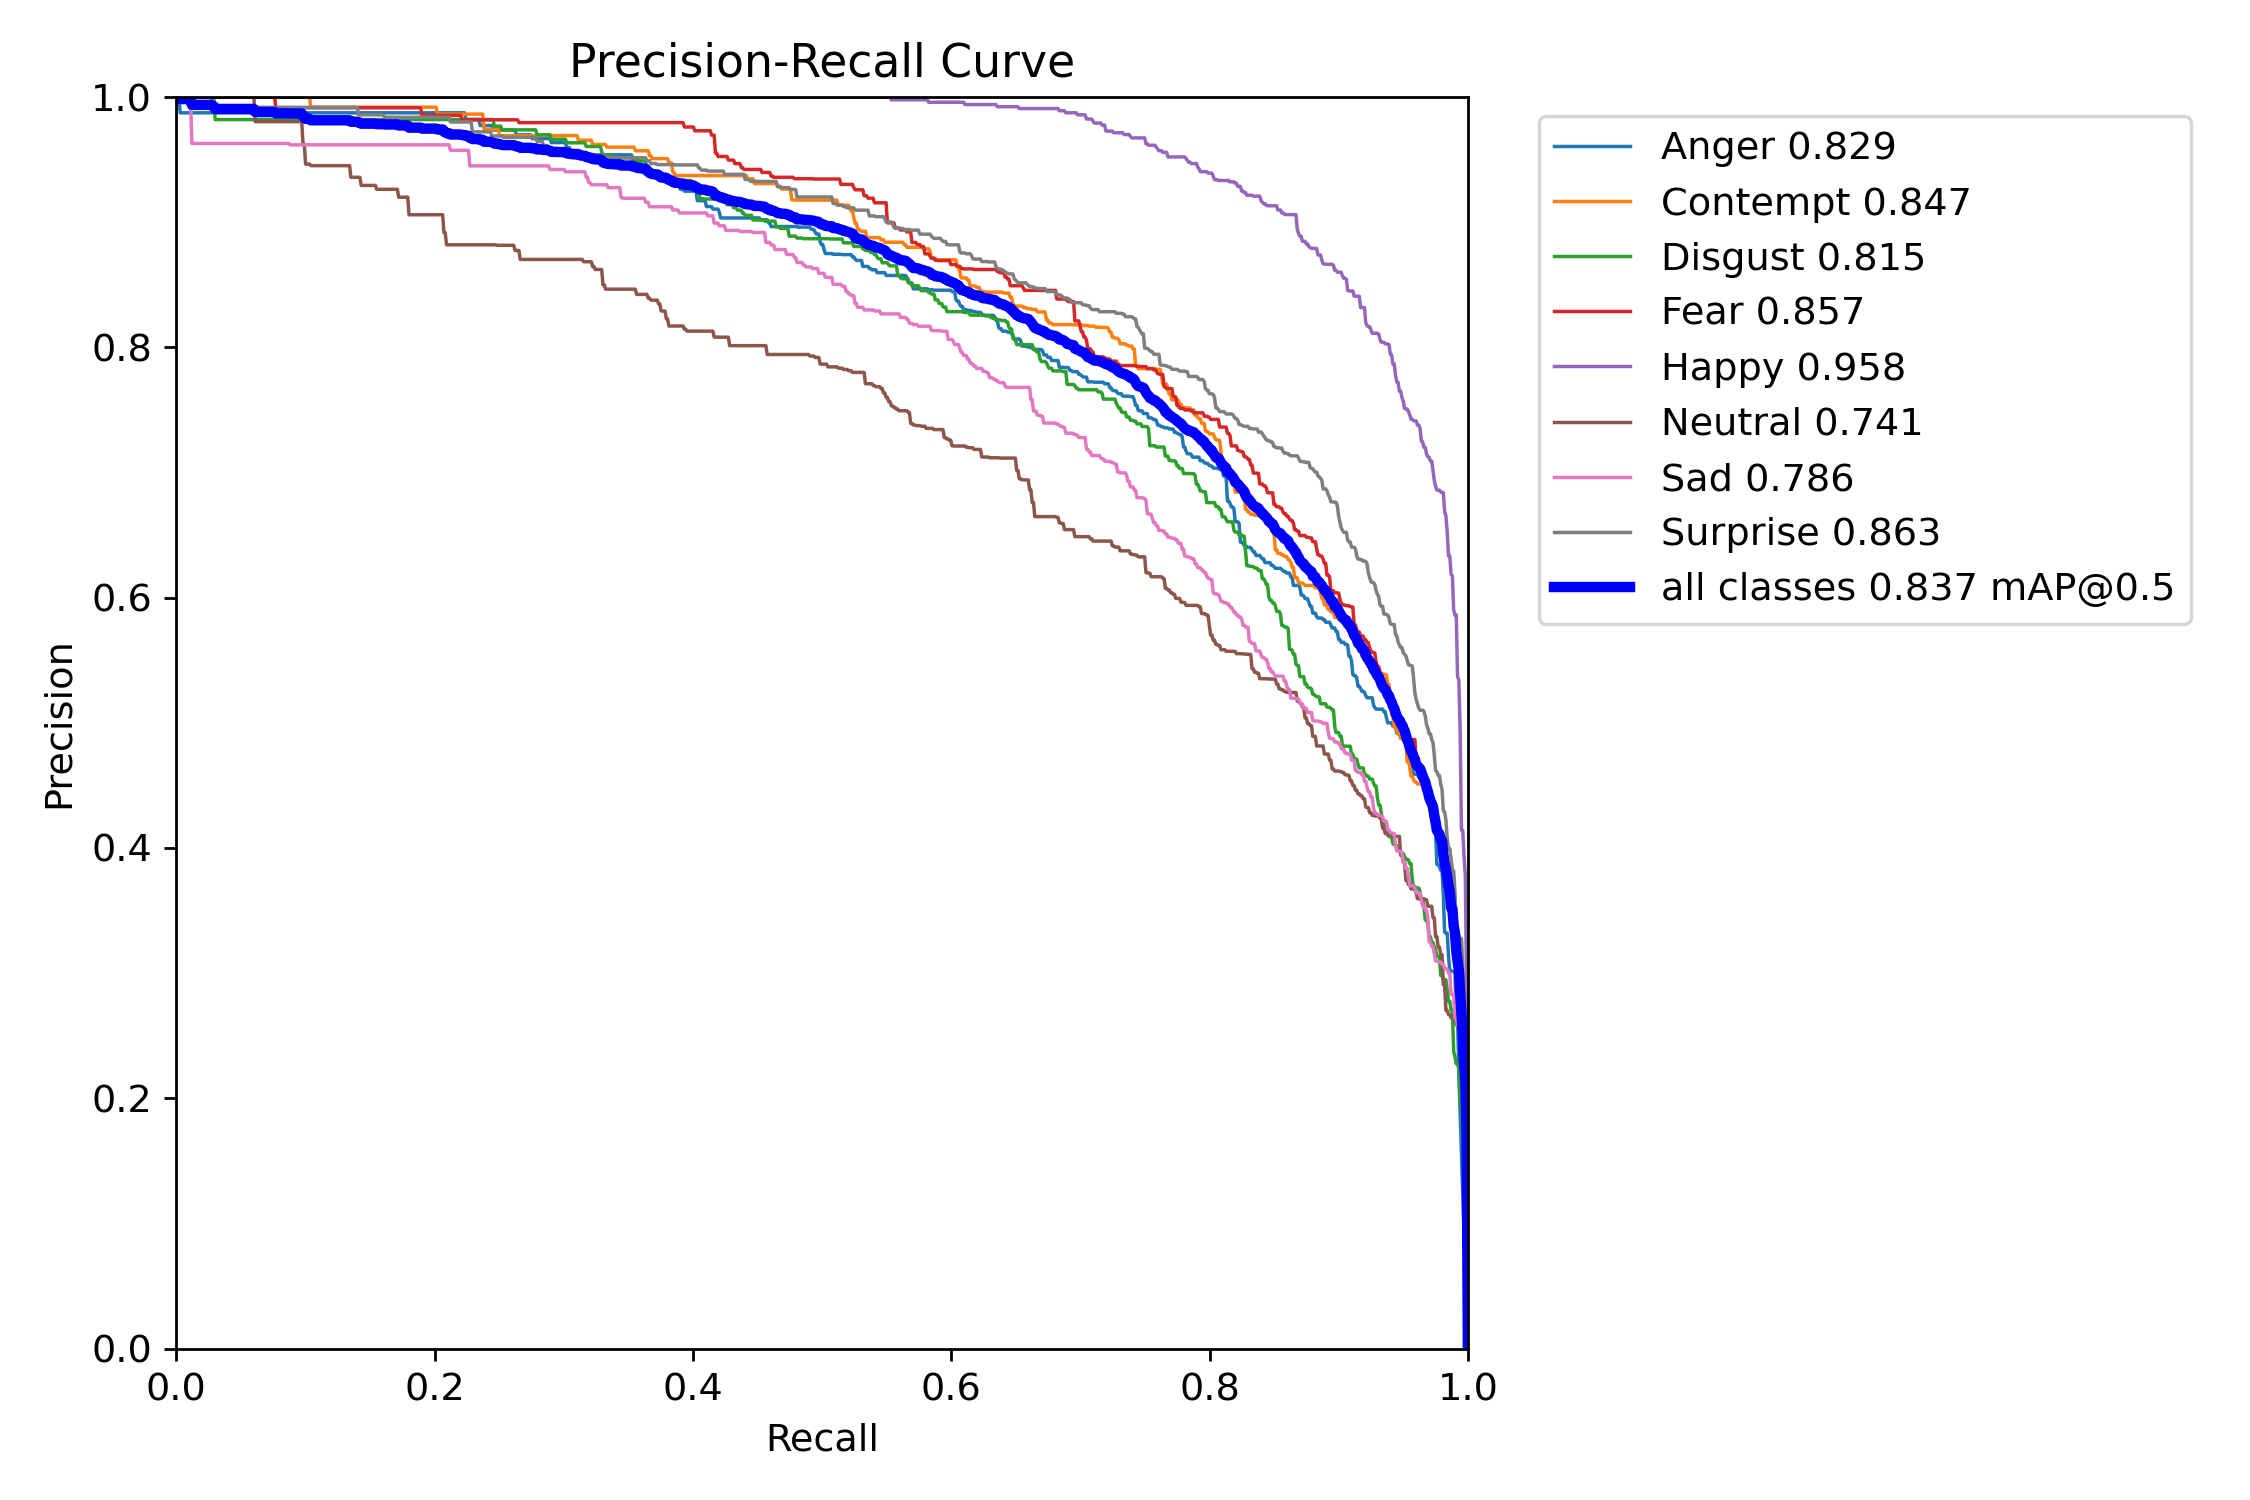 Precision-Recall Curve
1.0
0.8
0.6
0.4
0.2
0.0
Precision
0.0 0.2 0.4 0.6 0.8 1.0
Recall
Anger 0.829
Contempt 0.847
Disgust 0.815
Fear 0.857
Happy 0.958
Neutral 0.741
Sad 0.786
Surprise 0.863
all classes 0.837 mAP@0.5